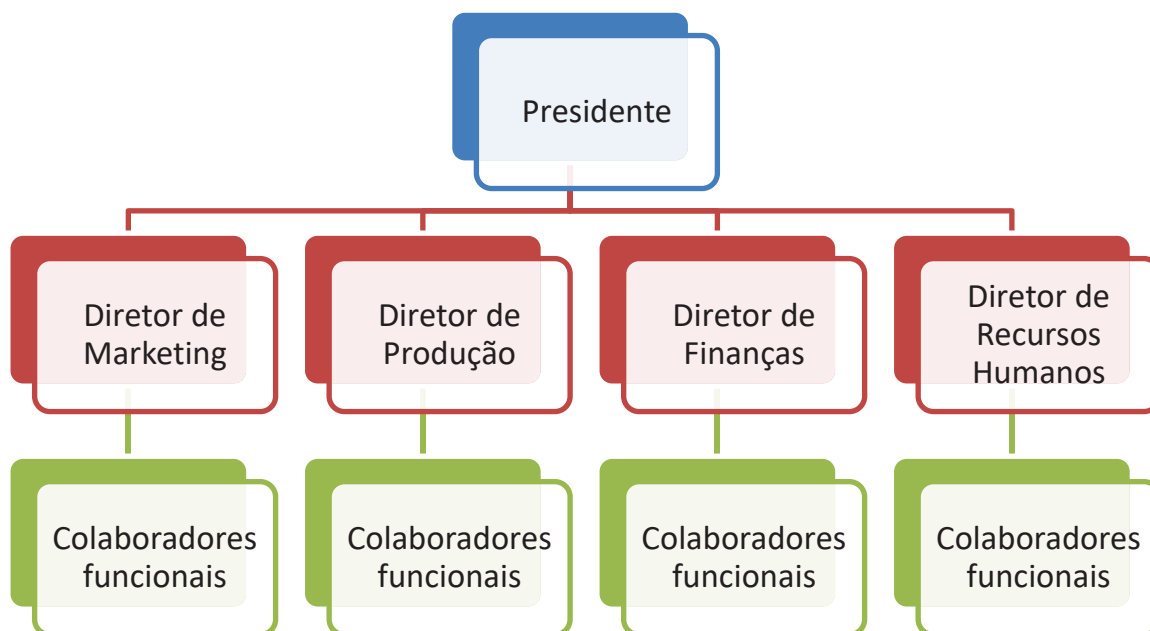 Presidente
Diretor de
Marketing
Diretor de
Produção
Diretor de
Finanças
Diretor de
Recursos
Humanos
Colaboradores
funcionais
Colaboradores
funcionais
Colaboradores
funcionais
Colaboradores
funcionais